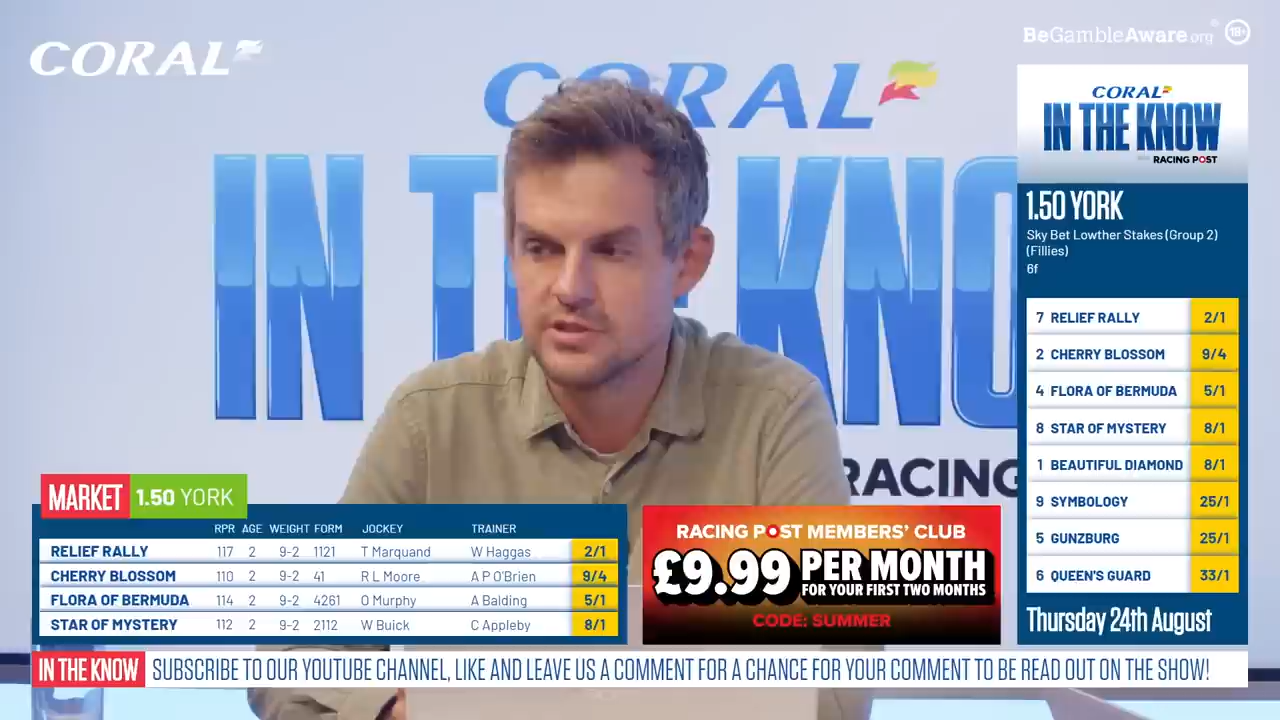 CORAL
BeGambleAware.org® 18+
CORAL
IN THE KNO
RACING
CORAL
IN THE KNOW
WITH RACING POST
1.50 YORK
Sky Bet Lowther Stakes (Group 2)
(Fillies)
6f
7 RELIEF RALLY 2/1
2 CHERRY BLOSSOM 9/4
4 FLORA OF BERMUDA 5/1
8 STAR OF MYSTERY 8/1
1 BEAUTIFUL DIAMOND 8/1
9 SYMBOLOGY 25/1
5 GUNZBURG 25/1
6 QUEEN'S GUARD 33/1
Thursday 24th August
MARKET 1.50 YORK
RPR AGE WEIGHT FORM JOCKEY TRAINER
RELIEF RALLY 117 2 9-2 1121 T Marquand W Haggas 2/1
CHERRY BLOSSOM 110 2 9-2 41 R L Moore A P O'Brien 9/4
FLORA OF BERMUDA 114 2 9-2 4261 O Murphy A Balding 5/1
STAR OF MYSTERY 112 2 9-2 2112 W Buick C Appleby 8/1
RACING POST MEMBERS' CLUB
£9.99 PER MONTH
FOR YOUR FIRST TWO MONTHS
CODE: SUMMER
IN THE KNOW SUBSCRIBE TO OUR YOUTUBE CHANNEL, LIKE AND LEAVE US A COMMENT FOR A CHANCE FOR YOUR COMMENT TO BE READ OUT ON THE SHOW!